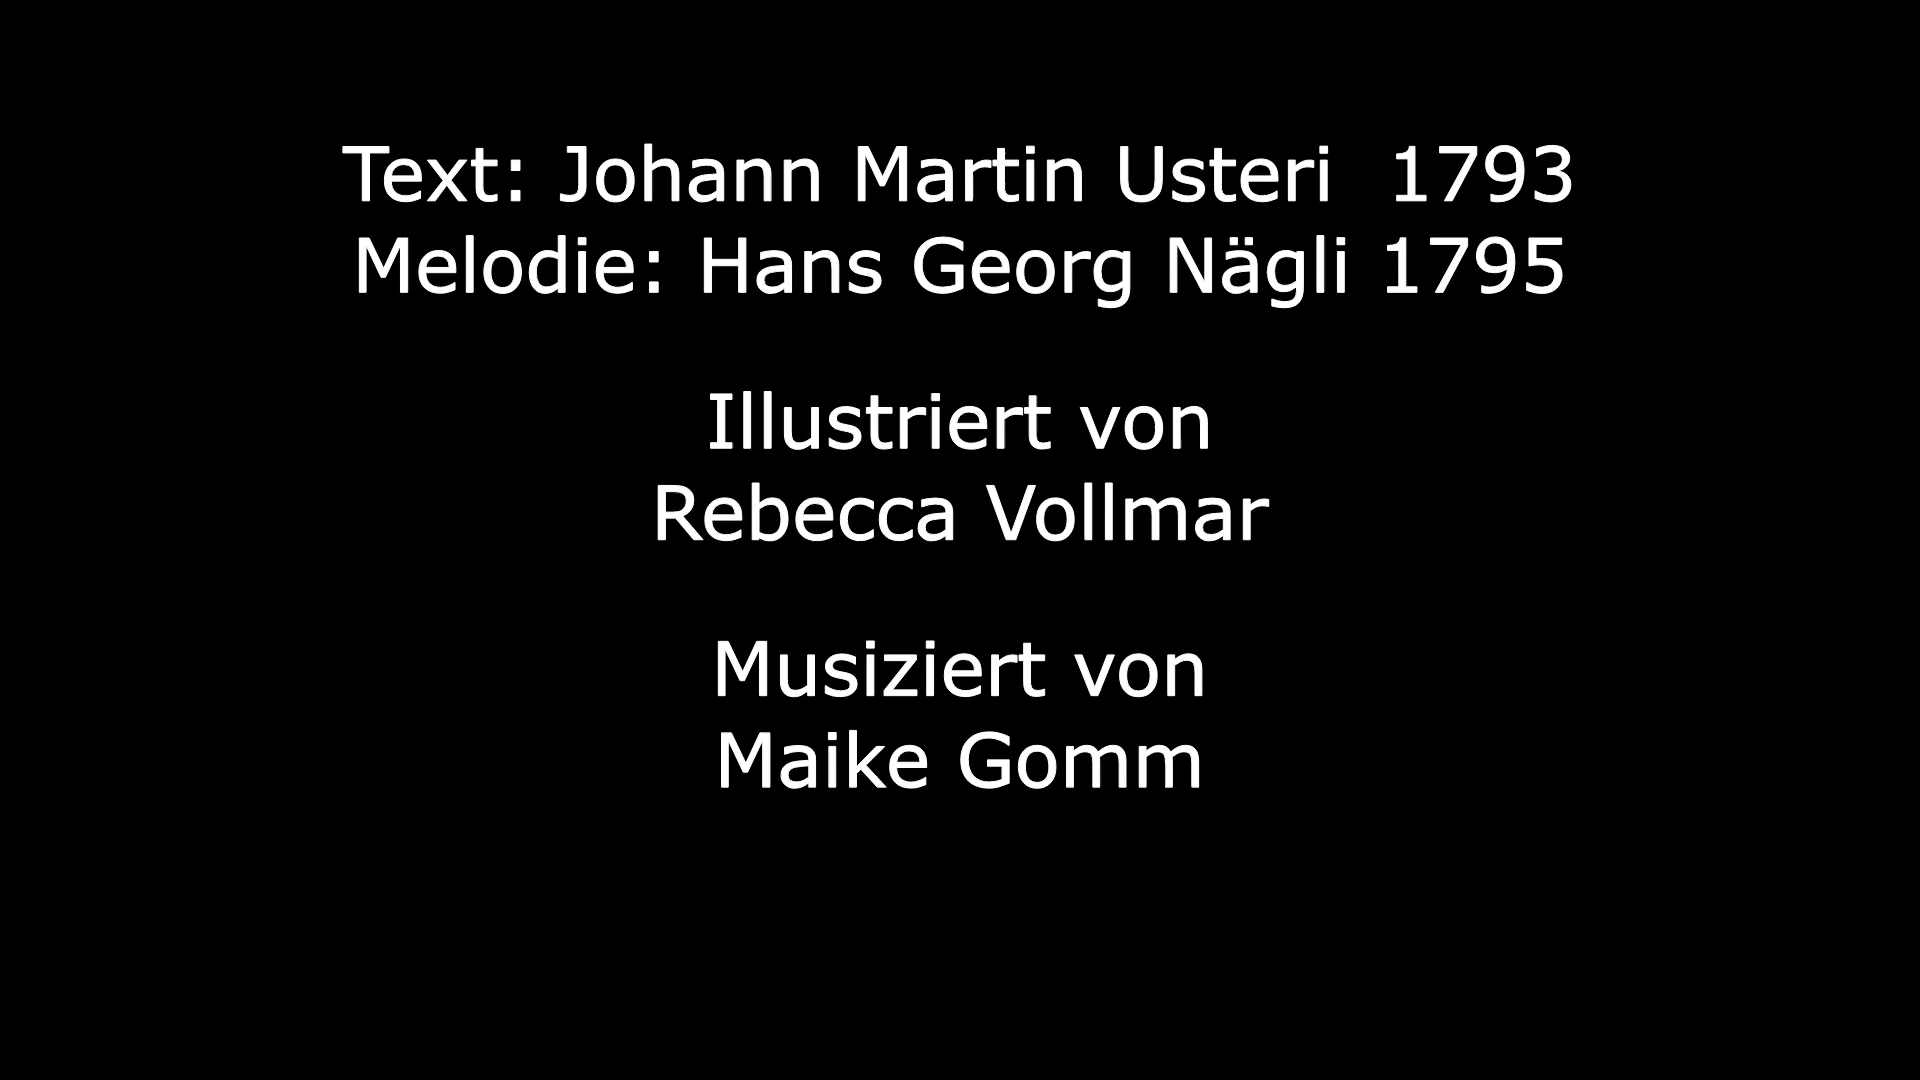 Text: Johann Martin Usteri  1793
Melodie: Hans Georg Nägli 1795
Illustriert von
Rebecca Vollmar
Musiziert von
Maike Gomm